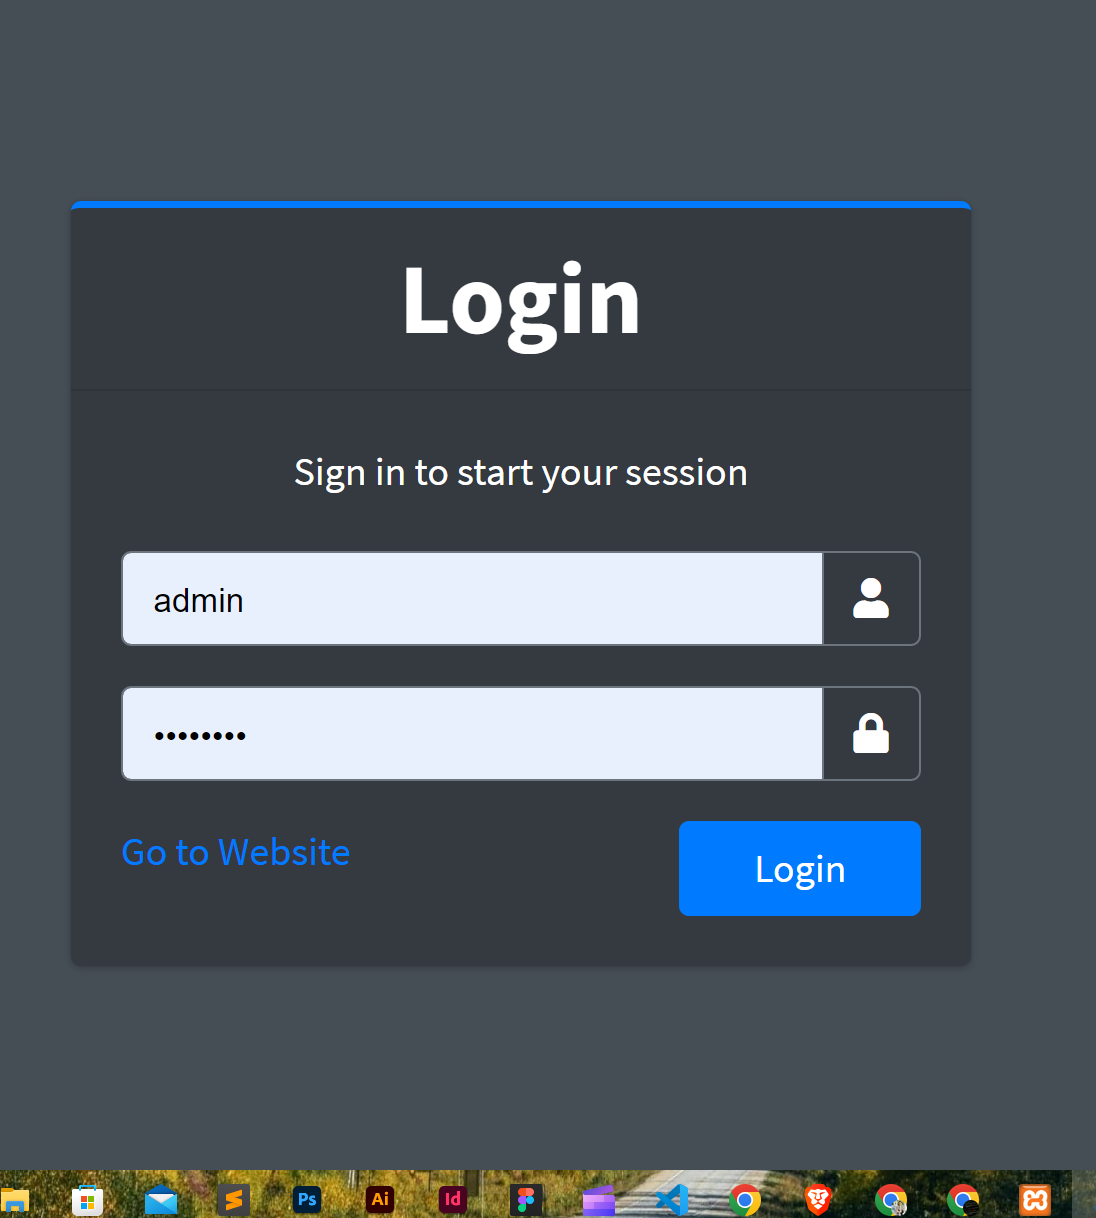 Login
Sign in to start your session
admin
••••••••
Go to Website
Login
Ps
Ai
Id